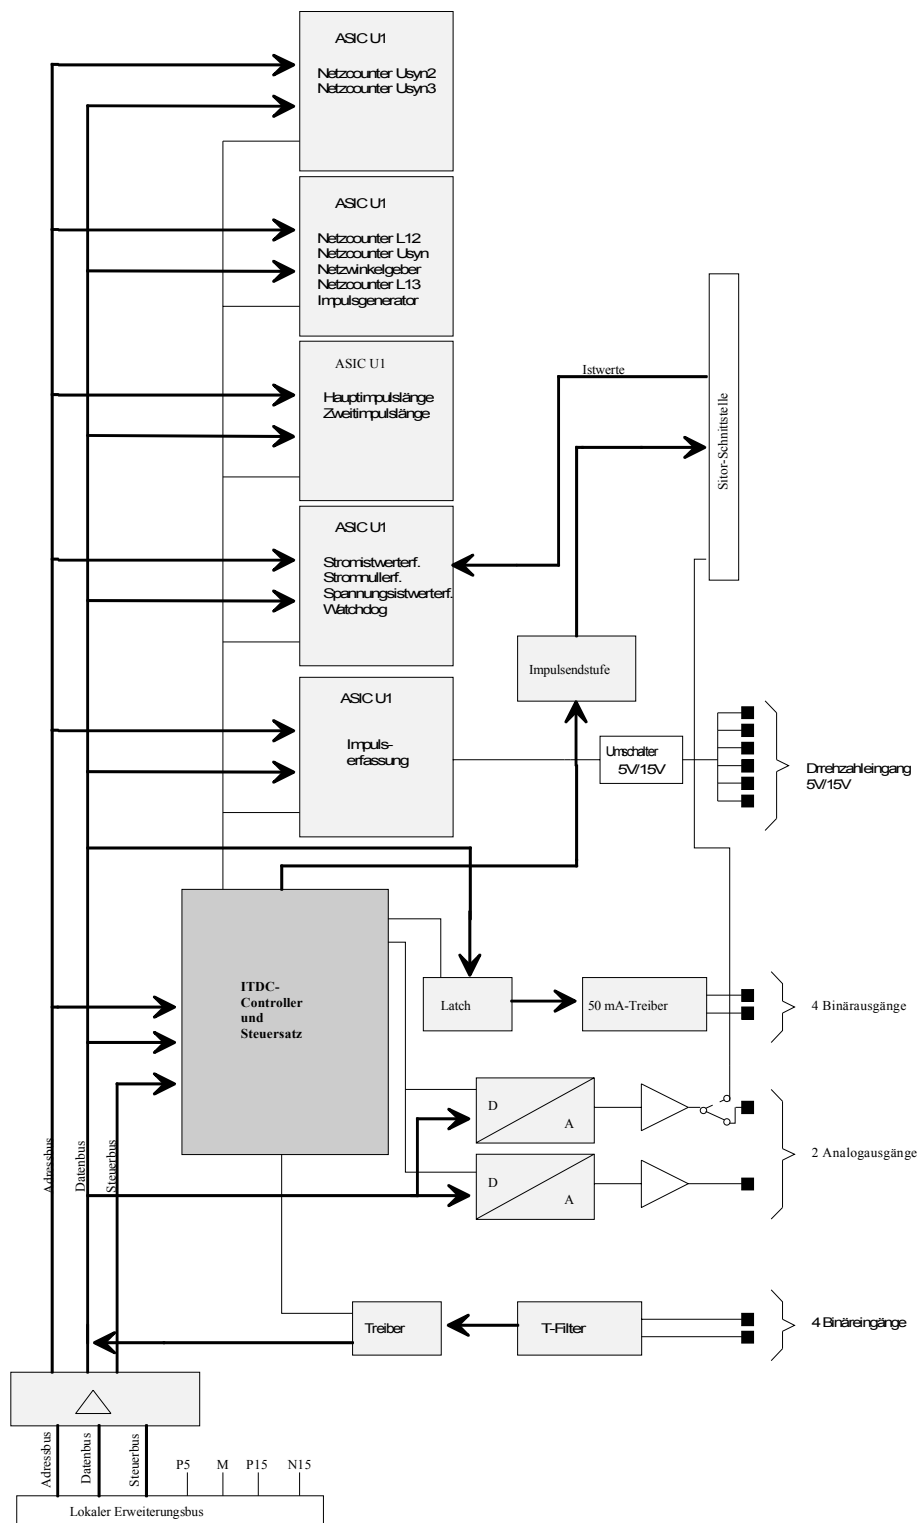 ASIC U1
Netzcounter Usyn2
Netzcounter Usyn3
ASIC U1
Netzcounter L12
Netzcounter Usyn
Netzwinkelgeber
Netzcounter L13
Impulsgenerator
ASIC U1
Hauptimpulslänge
Zweitimpulslänge
Istwerte
Sitor-Schnittstelle
ASIC U1
Stromistwerterf.
Stromnullerf.
Spannungsistwerterf.
Watchdog
Impulsendstufe
ASIC U1
Impuls-
erfassung
Umschalter
5V/15V
Drrehzahleingang
5V/15V
ITDC-
Controller
und
Steuersatz
Latch
50 mA-Treiber
4 Binärausgänge
D
A
2 Analogausgänge
D
A
Adressbus
Datenbus
Steuerbus
Treiber
T-Filter
4 Binäreingänge
Adressbus
Datenbus
Steuerbus
P5
M
P15
N15
Lokaler Erweiterungsbus